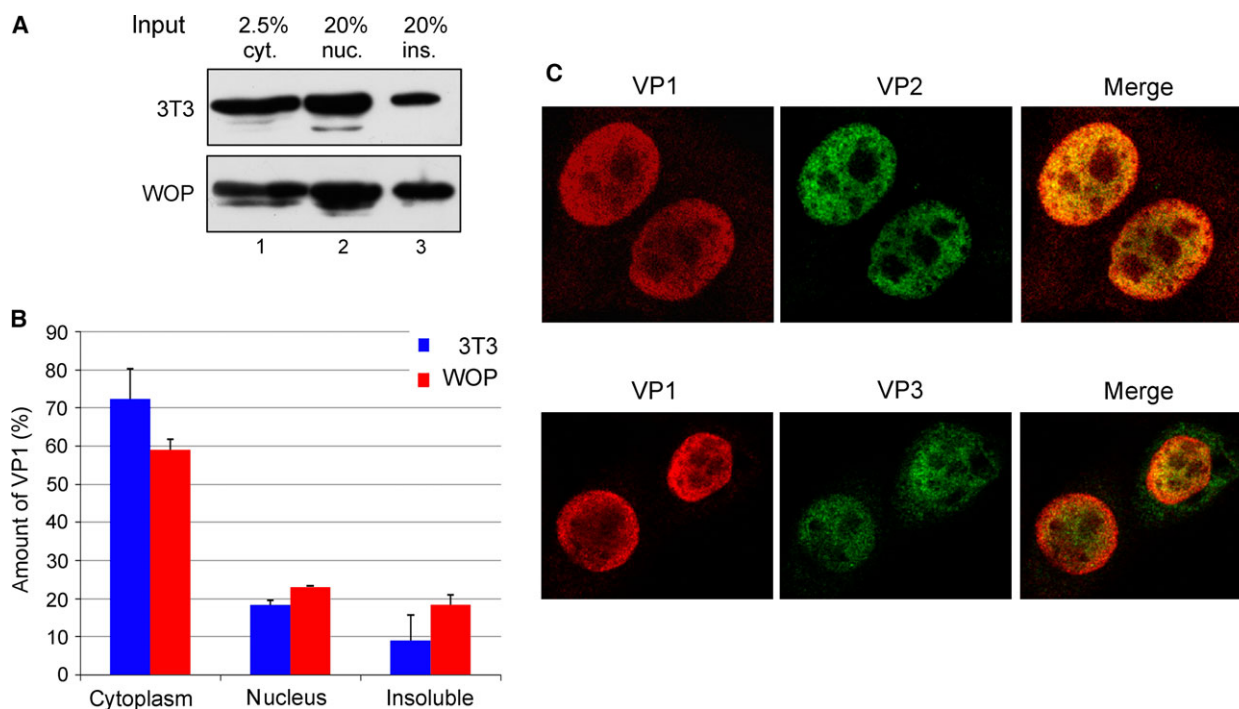 A
Input 2.5% 20% 20%
cyt. nuc. ins.
3T3
WOP
1 2 3
B
90
80
70
60
50
40
30
20
10
0
Amount of VP1 (%)
3T3
WOP
Cytoplasm Nucleus Insoluble
C
VP1 VP2 Merge
VP1 VP3 Merge